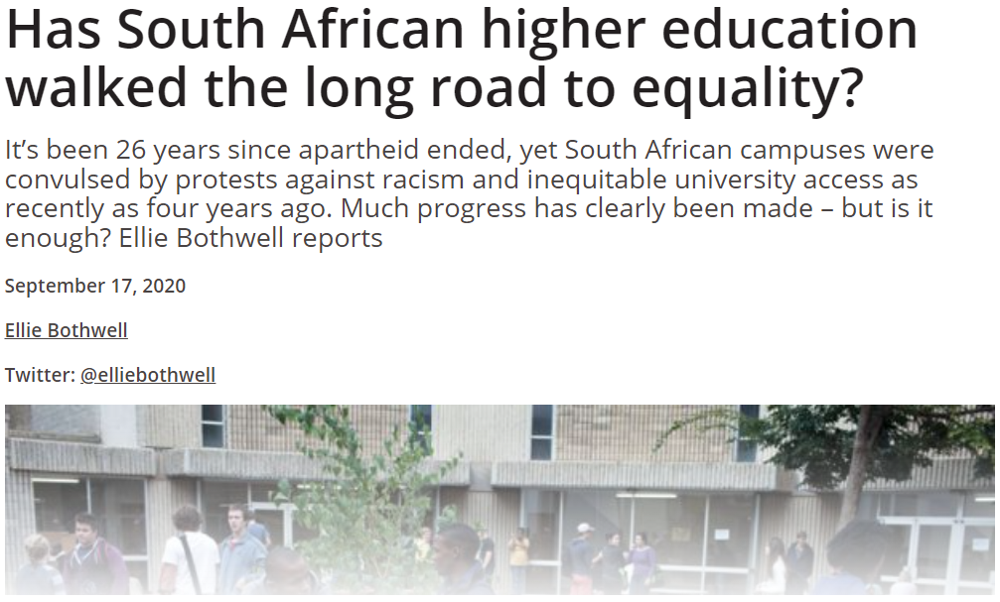 Has South African higher education
walked the long road to equality?
It’s been 26 years since apartheid ended, yet South African campuses were
convulsed by protests against racism and inequitable university access as
recently as four years ago. Much progress has clearly been made – but is it
enough? Ellie Bothwell reports
September 17, 2020
Ellie Bothwell
Twitter: @elliebothwell